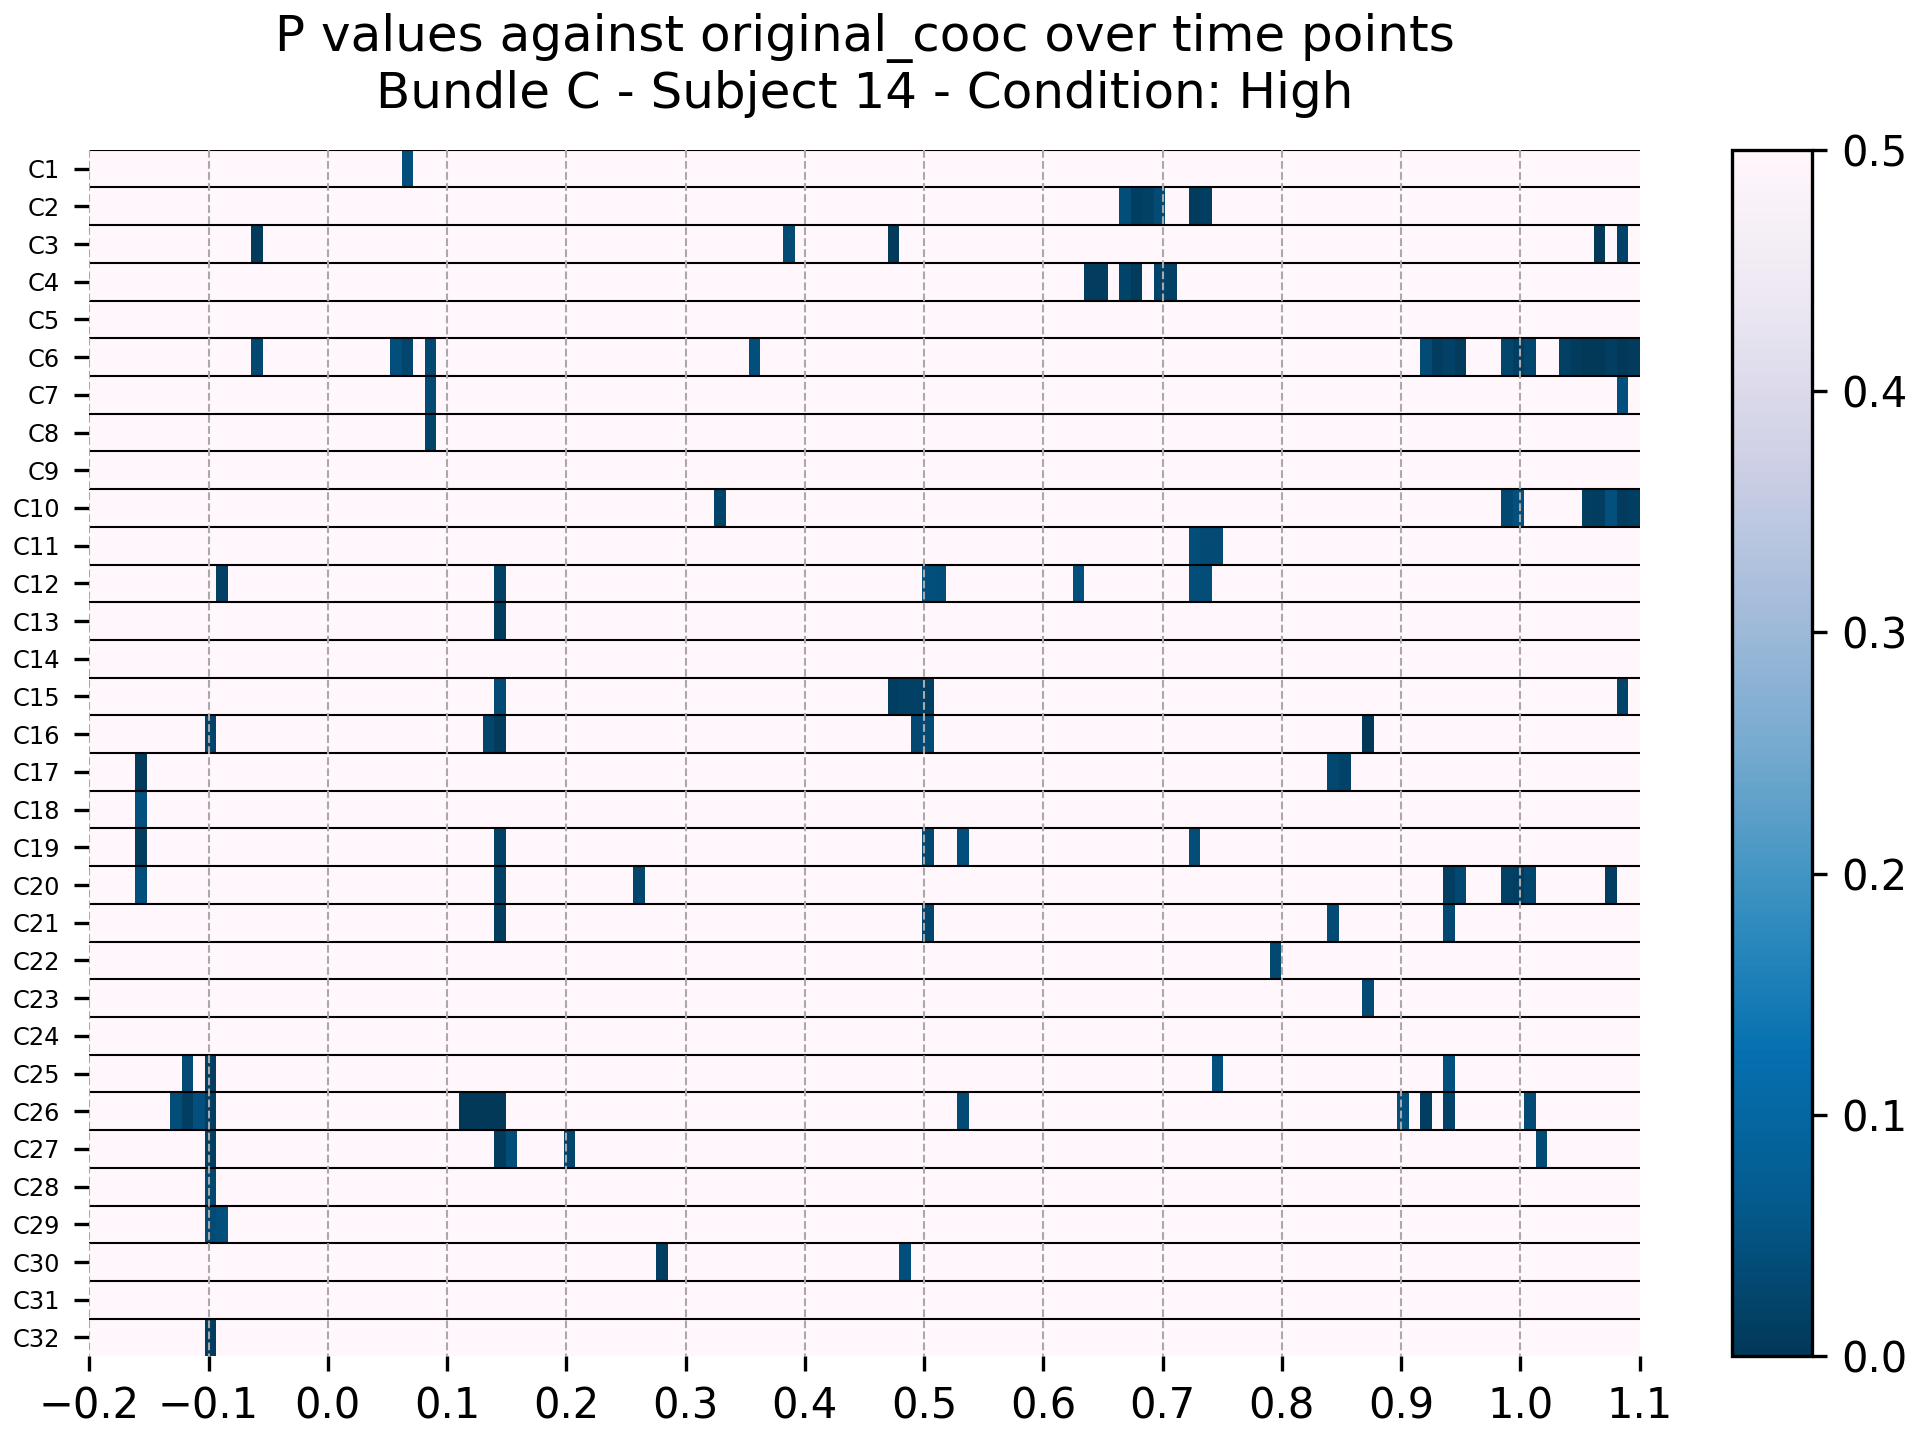 P values against original_cooc over time points
Bundle C - Subject 14 - Condition: High
C1
C2
C3
C4
C5
C6
C7
C8
C9
C10
C11
C12
C13
C14
C15
C16
C17
C18
C19
C20
C21
C22
C23
C24
C25
C26
C27
C28
C29
C30
C31
C32
−0.2 −0.1 0.0 0.1 0.2 0.3 0.4 0.5 0.6 0.7 0.8 0.9 1.0 1.1
0.5
0.4
0.3
0.2
0.1
0.0